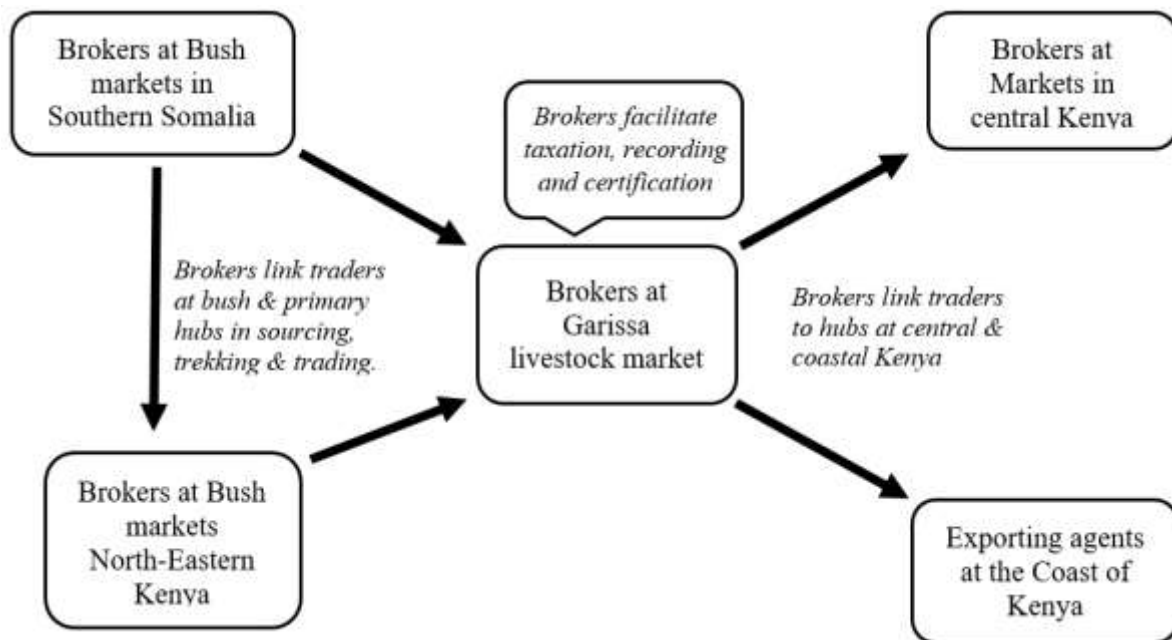 Brokers at Bush
markets in
Southern Somalia
Brokers facilitate
taxation, recording
and certification
Brokers at
Markets in
central Kenya
Brokers link traders
at bush & primary
hubs in sourcing,
trekking & trading.
Brokers at
Garissa
livestock market
Brokers link traders
to hubs at central &
coastal Kenya
Brokers at Bush
markets
North-Eastern
Kenya
Exporting agents
at the Coast of
Kenya